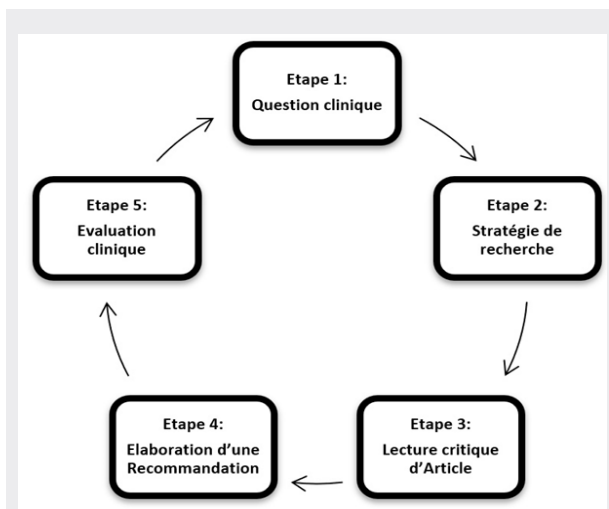 Etape 1:
Question clinique
Etape 2:
Stratégie de
recherche
Etape 3:
Lecture critique
d'Article
Etape 4:
Elaboration d'une
Recommandation
Etape 5:
Evaluation
clinique